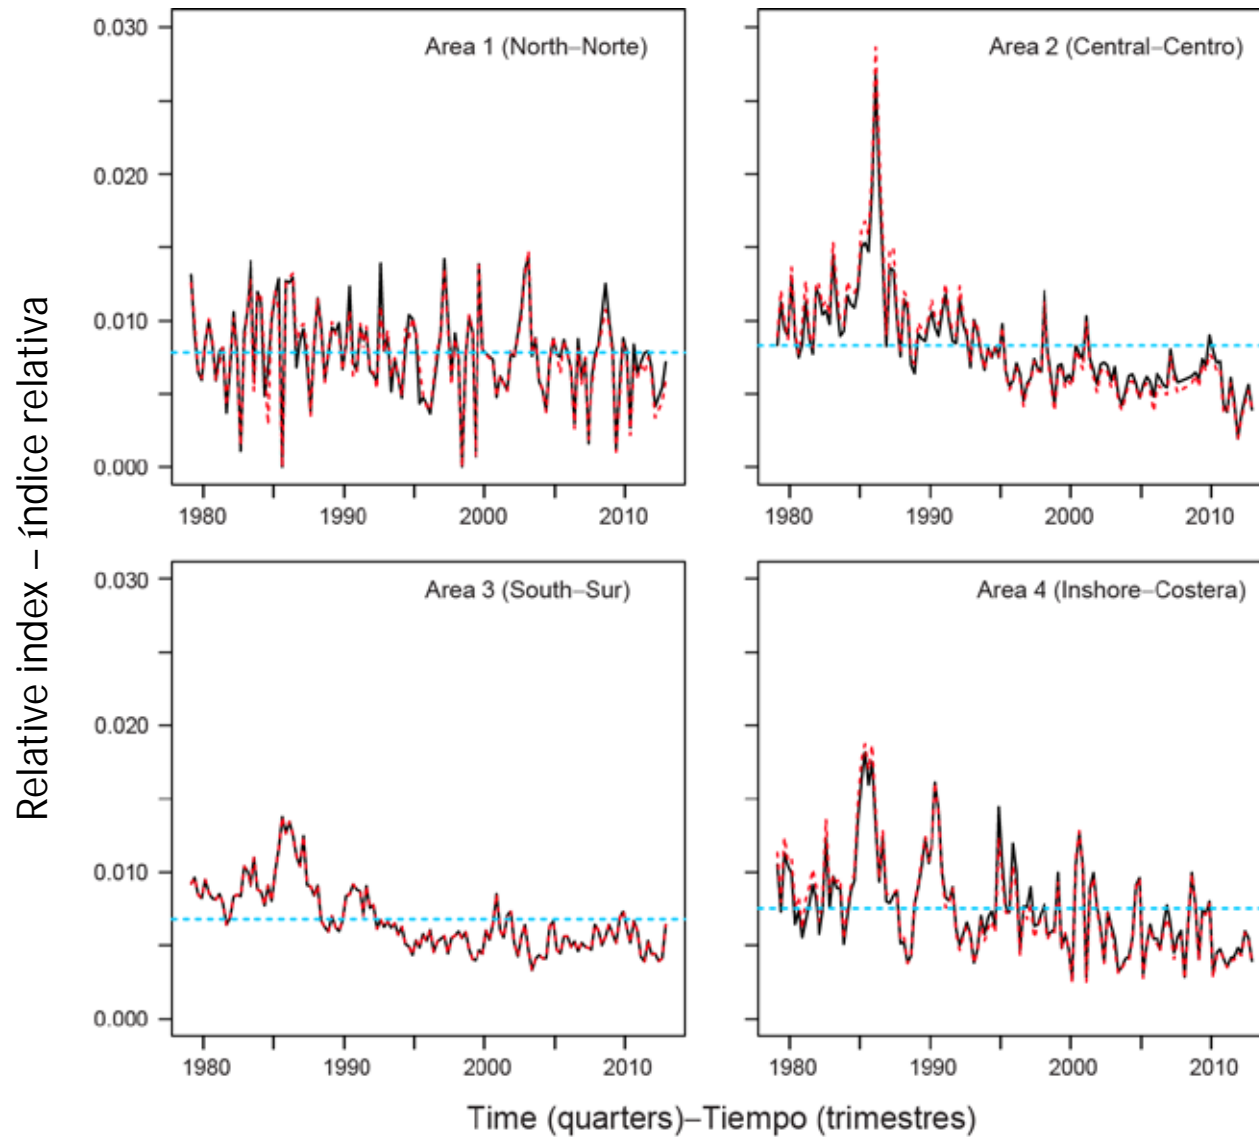 Relative index – índice relativa
Area 1 (North–Norte)
0.030
0.020
0.010
0.000
1980 1990 2000 2010
Area 2 (Central–Centro)
1980 1990 2000 2010
Area 3 (South–Sur)
0.030
0.020
0.010
0.000
1980 1990 2000 2010
Area 4 (Inshore–Costera)
1980 1990 2000 2010
Time (quarters)–Tiempo (trimestres)